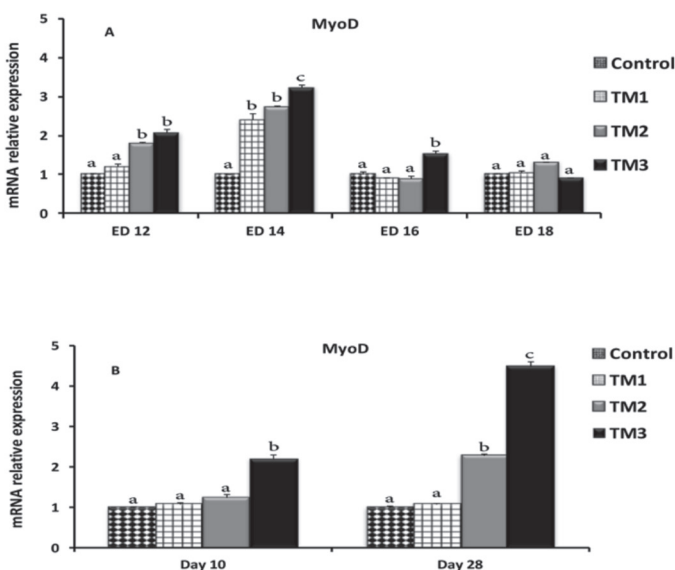 A
MyoD
mRNA relative expression
5
4
3
2
1
0
a a b b
a b b c
a a a b
a a a a
ED 12 ED 14 ED 16 ED 18
Control
TM1
TM2
TM3
B
MyoD
mRNA relative expression
5
4
3
2
1
0
a a a b
a a b c
Day 10 Day 28
Control
TM1
TM2
TM3